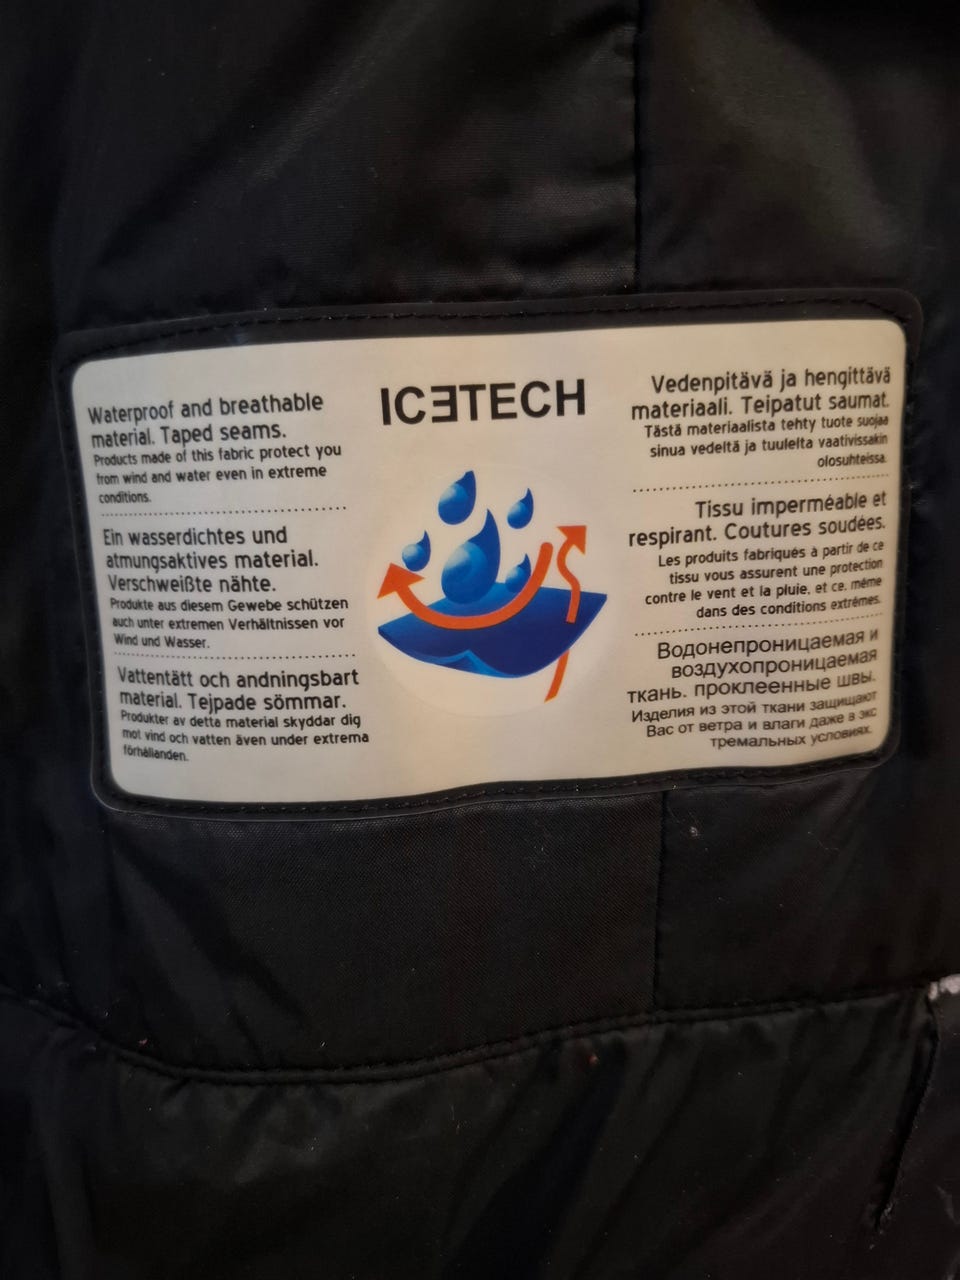 ICƎTECH
Waterproof and breathable
material. Taped seams.
Products made of this fabric protect you
from wind and water even in extreme
conditions.
Ein wasserdichtes und
atmungsaktives material.
Verschweißte nähte.
Produkte aus diesem Gewebe schützen
auch unter extremen Verhältnissen vor
Wind und Wasser.
Vattentätt och andningsbart
material. Tejpade sömmar.
Produkter av detta material skyddar dig
mot vind och vatten även under extrema
förhållanden.
Vedenpitävä ja hengittävä
materiaali. Teipatut saumat.
Tästä materiaalista tehty tuote suojaa
sinua vedeltä ja tuulelta vaativissakin
olosuhteissa.
Tissu imperméable et
respirant. Coutures soudées.
Les produits fabriqués à partir de ce
tissu vous assurent une protection
contre le vent et la pluie, et ce, même
dans des conditions extrêmes.
Водонепроницаемая и
воздухопроницаемая
ткань. проклеенные швы.
Изделия из этой ткани защищают
Вас от ветра и влаги даже в экс
тремальных условиях.